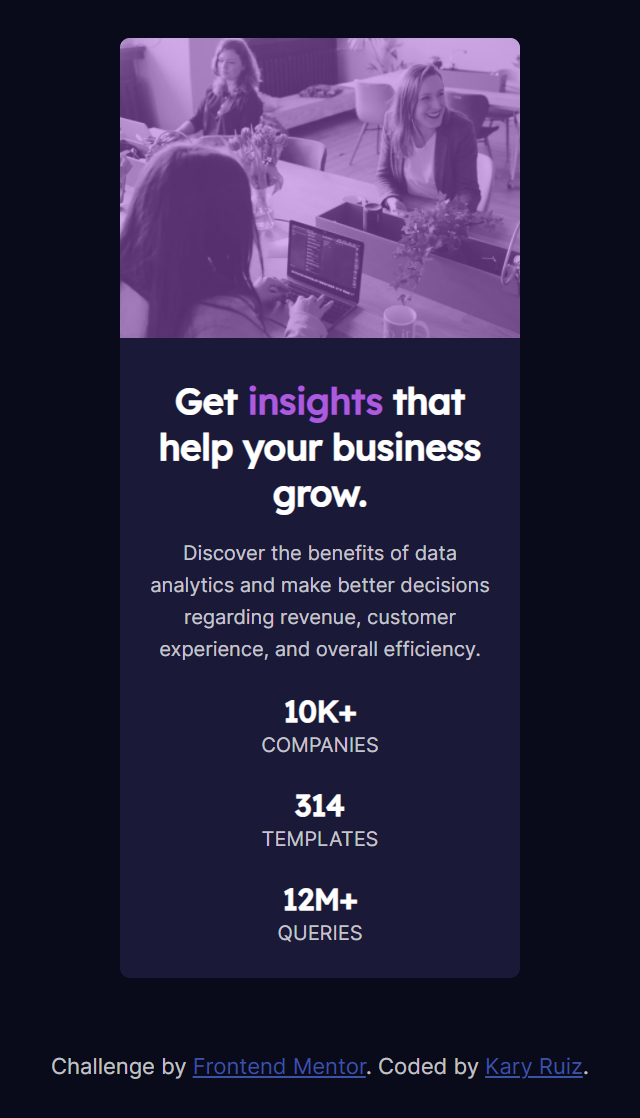 Get insights that
help your business
grow.
Discover the benefits of data
analytics and make better decisions
regarding revenue, customer
experience, and overall efficiency.
10K+
COMPANIES
314
TEMPLATES
12M+
QUERIES
Challenge by Frontend Mentor. Coded by Kary Ruiz.